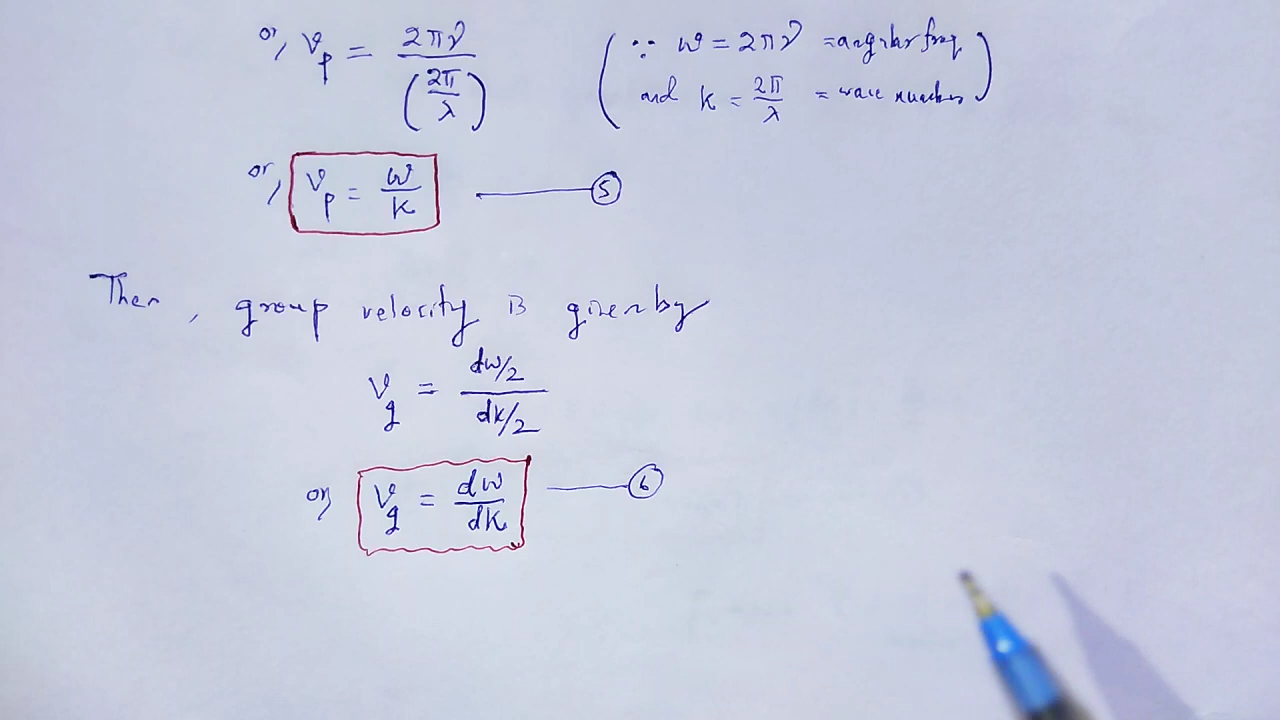 or, Vp = 2πν / (2π/λ) (∵ ω = 2πν = angular freq.
and k = 2π/λ = wave number)
or, Vp = ω/k —— 5
Then, group velocity is given by
Vg = dω/2 / dk/2
or, Vg = dω/dk —— 6